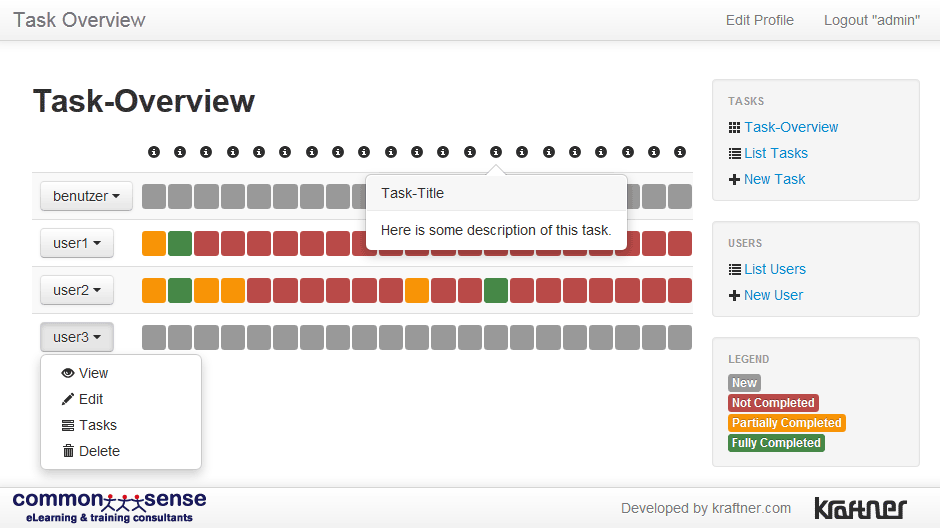 Task Overview
Edit Profile
Logout "admin"
Task-Overview
benutzer
Task-Title
Here is some description of this task.
user1
user2
user3
View
Edit
Tasks
Delete
TASKS
Task-Overview
List Tasks
New Task
USERS
List Users
New User
LEGEND
New
Not Completed
Partially Completed
Fully Completed
common sense
eLearning & training consultants
Developed by kraftner.com
kraftner